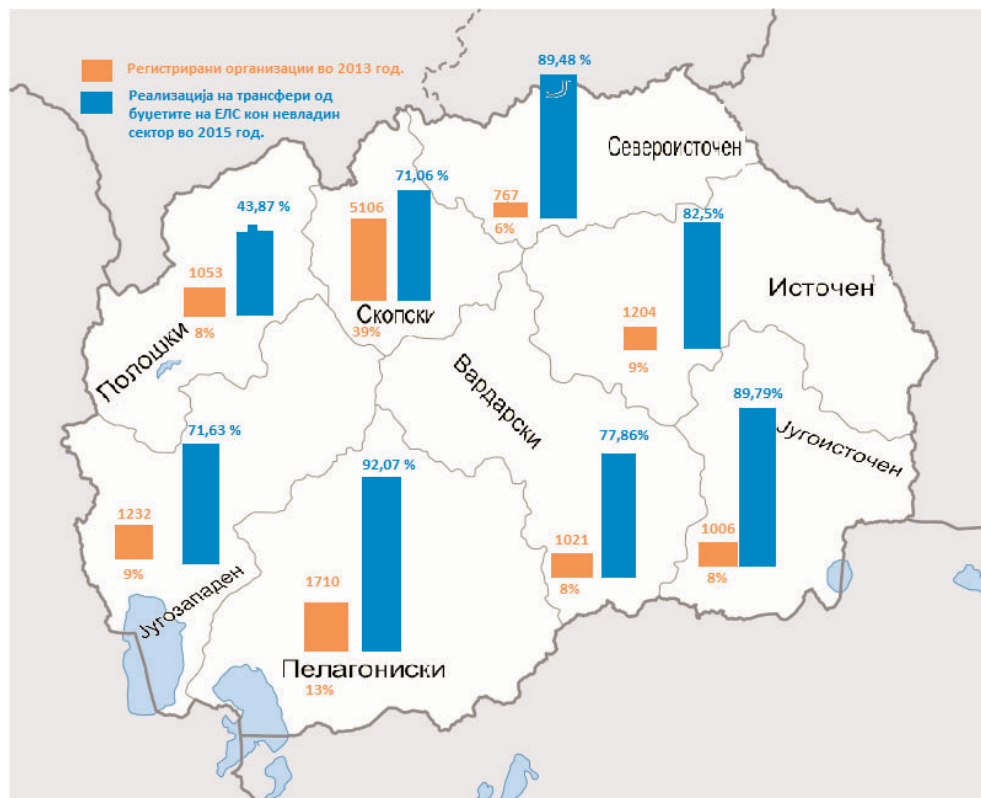 Регистрирани организации во 2013 год.
Реализација на трансфери од
буџетите на ЕЛС кон невладин
сектор во 2015 год.
89,48 %
Североисточен
767
6%
71,06 %
5106
Скопски
39%
43,87 %
1053
8%
Полошки
82,5%
Источен
1204
9%
Вардарски
77,86%
1021
8%
89,79%
Југоисточен
1006
8%
71,63 %
1232
9%
Југозападен
92,07 %
1710
Пелагониски
13%